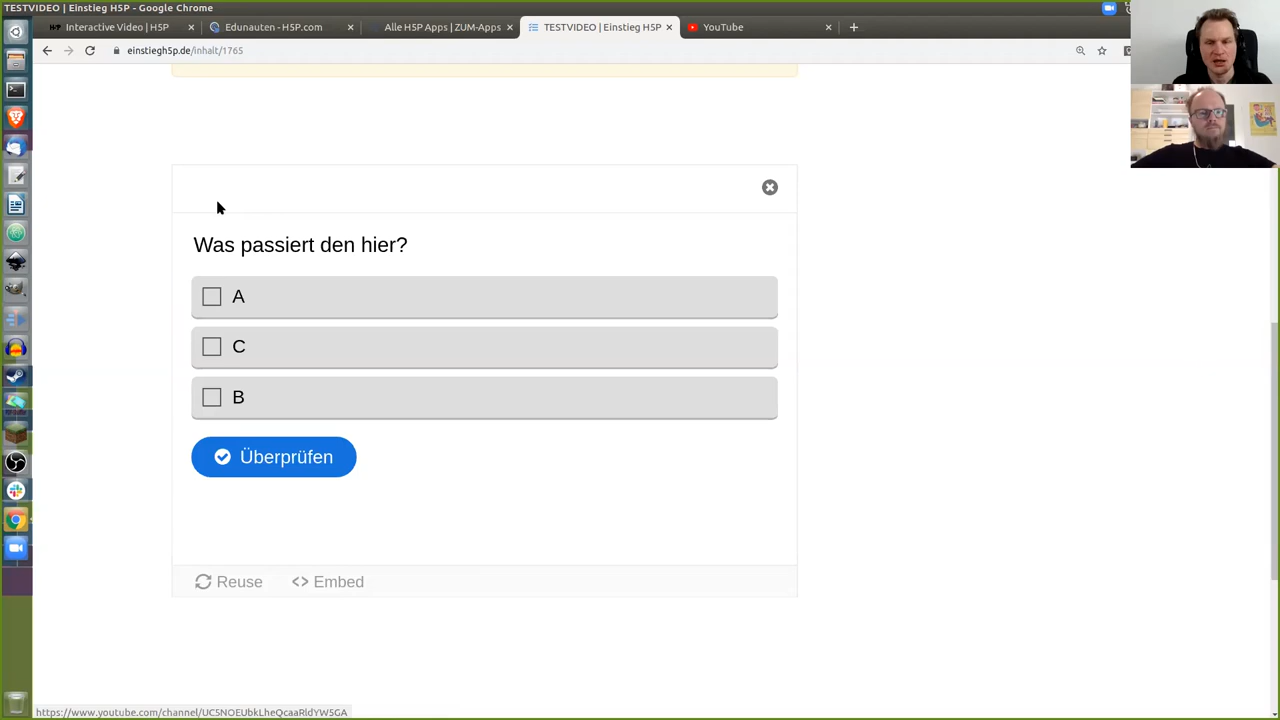 TESTVIDEO | Einstieg H5P - Google Chrome
Interactive Video | H5P
Edunauten - H5P.com
Alle H5P Apps | ZUM-Apps
TESTVIDEO | Einstieg H5P
YouTube
einstiegh5p.de/inhalt/1765
Was passiert den hier?
A
C
B
Überprüfen
Reuse
<> Embed
https://www.youtube.com/channel/UC5NOEUbkLheQcaaRldYW5GA